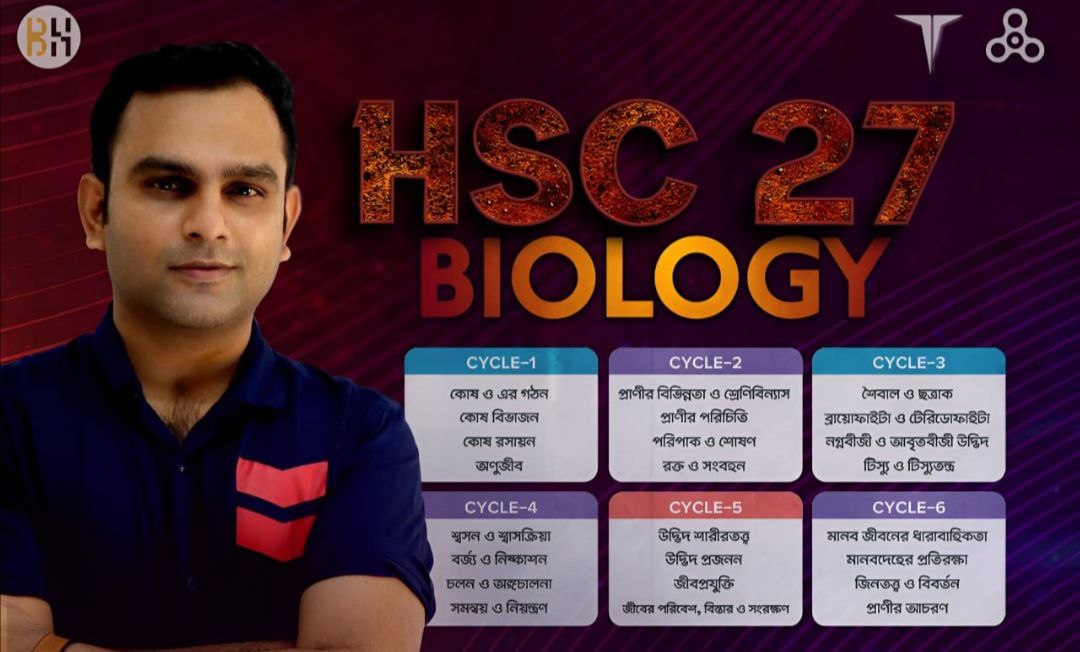 BH
HSC 27
BIOLOGY
CYCLE-1
কোষ ও এর গঠন
কোষ বিভাজন
কোষ রসায়ন
অণুজীব
CYCLE-2
প্রাণীর বিভিন্নতা ও শ্রেণিবিন্যাস
প্রাণীর পরিচিতি
পরিপাক ও শোষণ
রক্ত ও সংবহন
CYCLE-3
শৈবাল ও ছত্রাক
ব্রায়োফাইটা ও টেরিডোফাইটা
নগ্নবীজী ও আবৃতবীজী উদ্ভিদ
টিস্যু ও টিস্যুতন্ত্র
CYCLE-4
শ্বসন ও শ্বাসক্রিয়া
বর্জ্য ও নিষ্কাশন
চলন ও অঙ্গচালনা
সমন্বয় ও নিয়ন্ত্রণ
CYCLE-5
উদ্ভিদ শারীরতত্ত্ব
উদ্ভিদ প্রজনন
জীবপ্রযুক্তি
জীবের পরিবেশ, বিস্তার ও সংরক্ষণ
CYCLE-6
মানব জীবনের ধারাবাহিকতা
মানবদেহের প্রতিরক্ষা
জিনতত্ত্ব ও বিবর্তন
প্রাণীর আচরণ